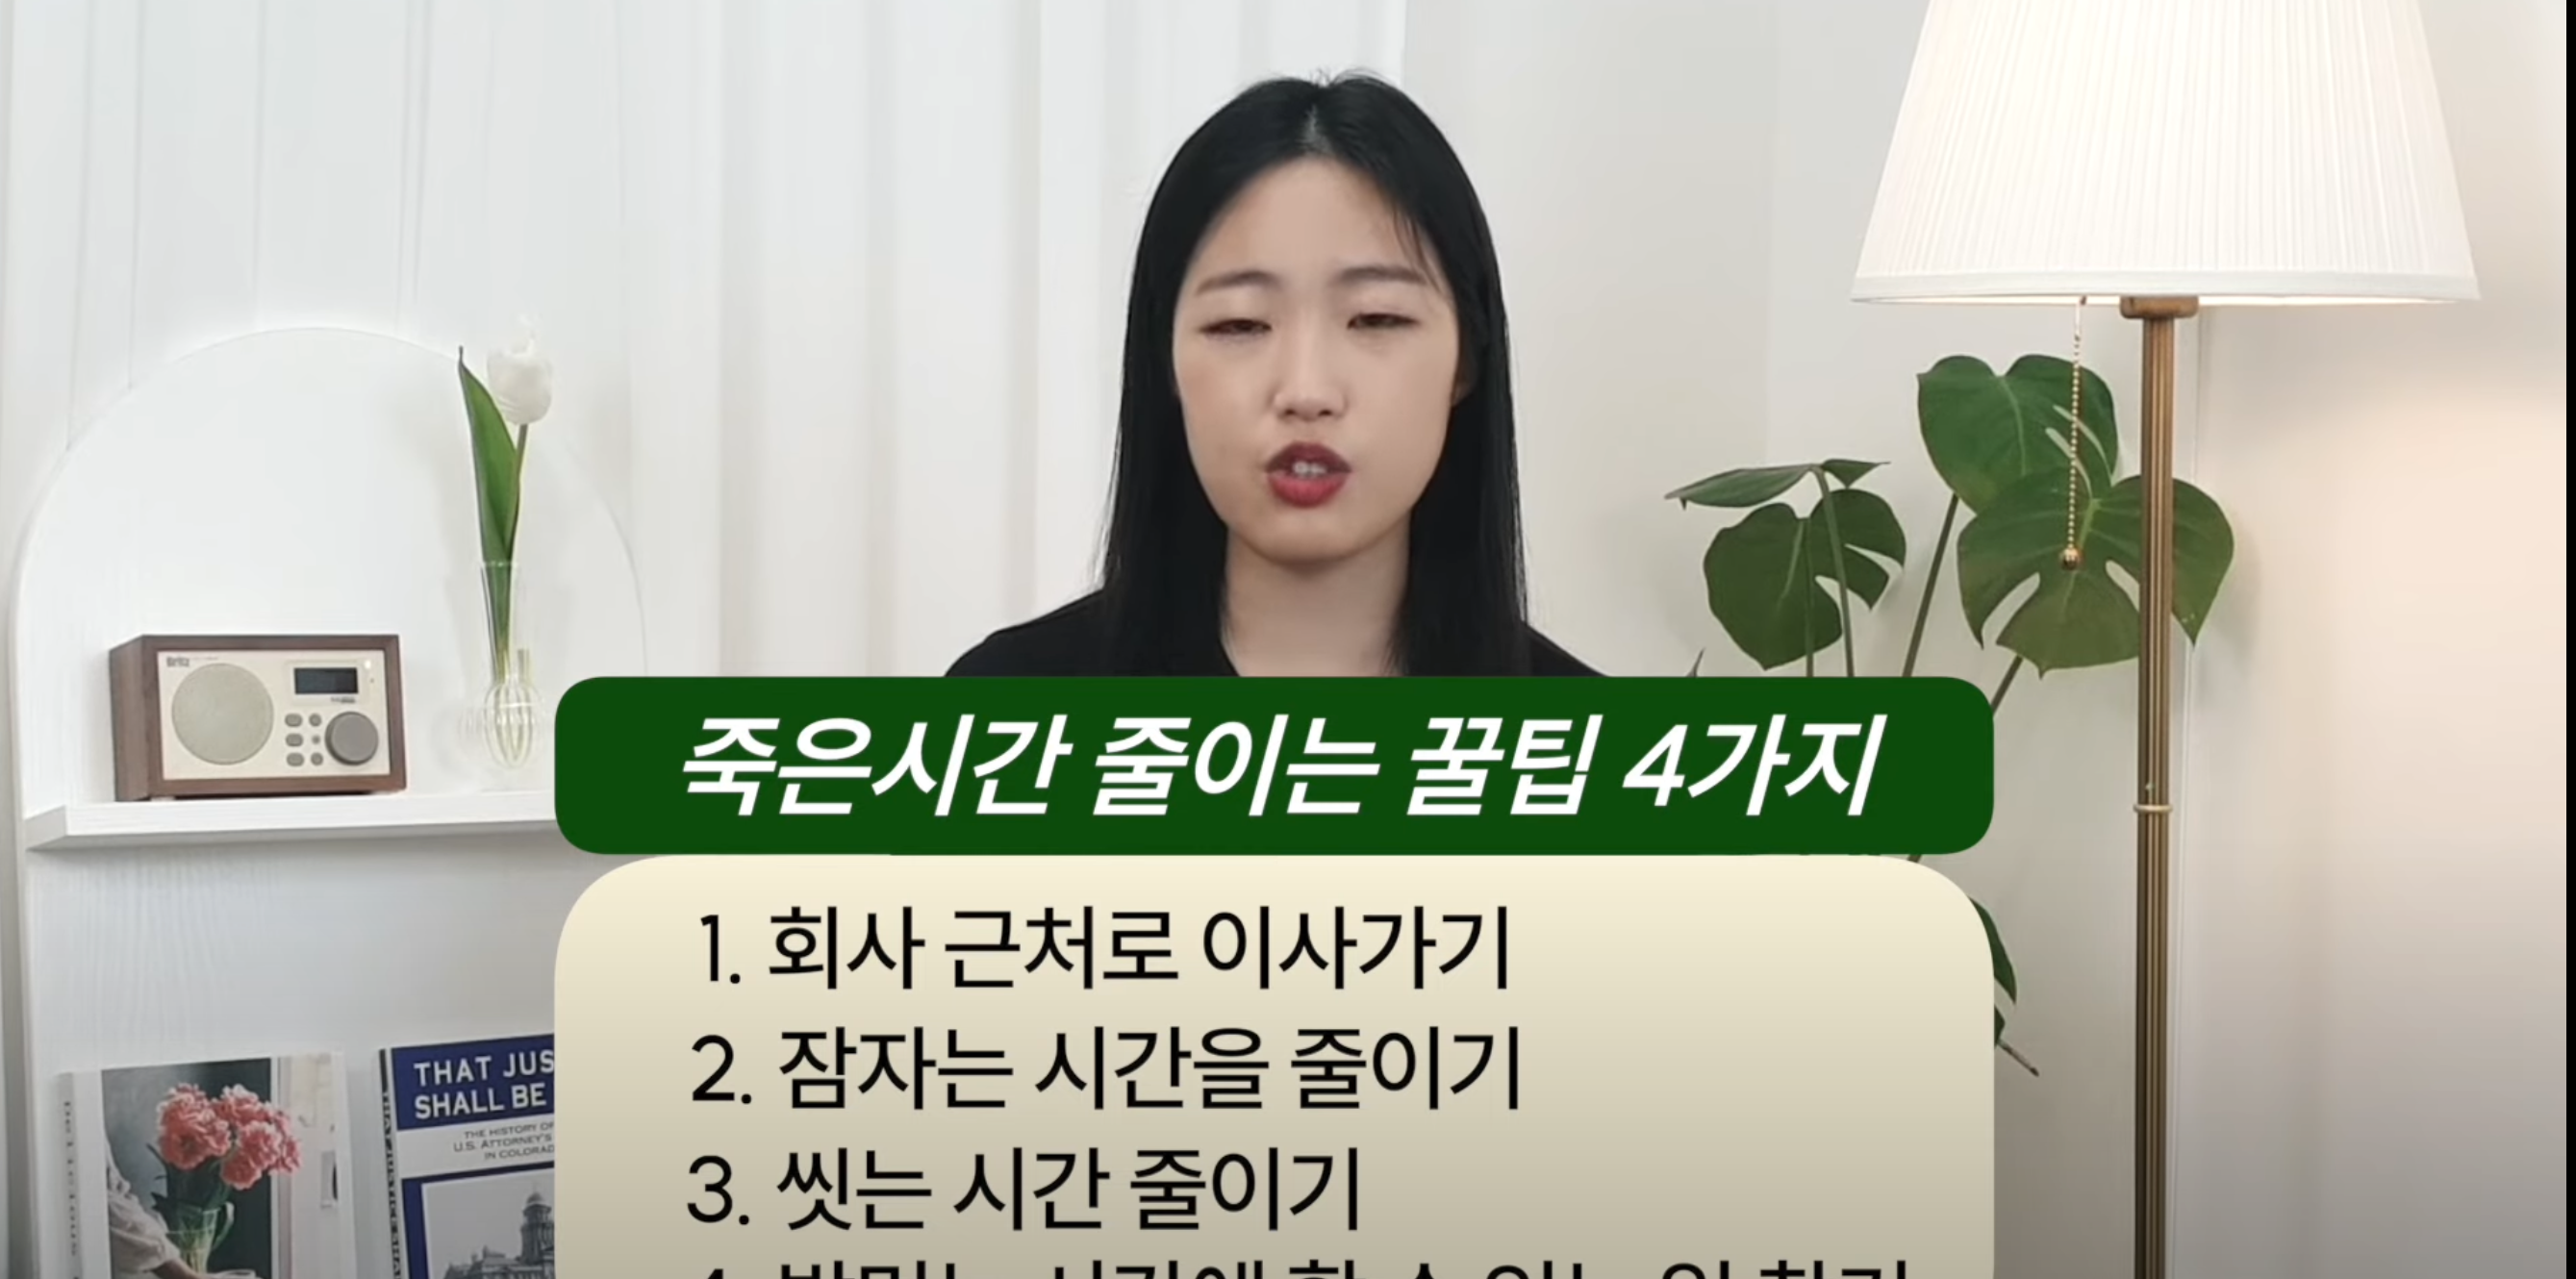 Britz
죽은시간 줄이는 꿀팁 4가지
1. 회사 근처로 이사가기
2. 잠자는 시간을 줄이기
3. 씻는 시간 줄이기
THAT JUS
SHALL BE
THE HISTORY OF
U.S. ATTORNEY'S
IN COLORAD